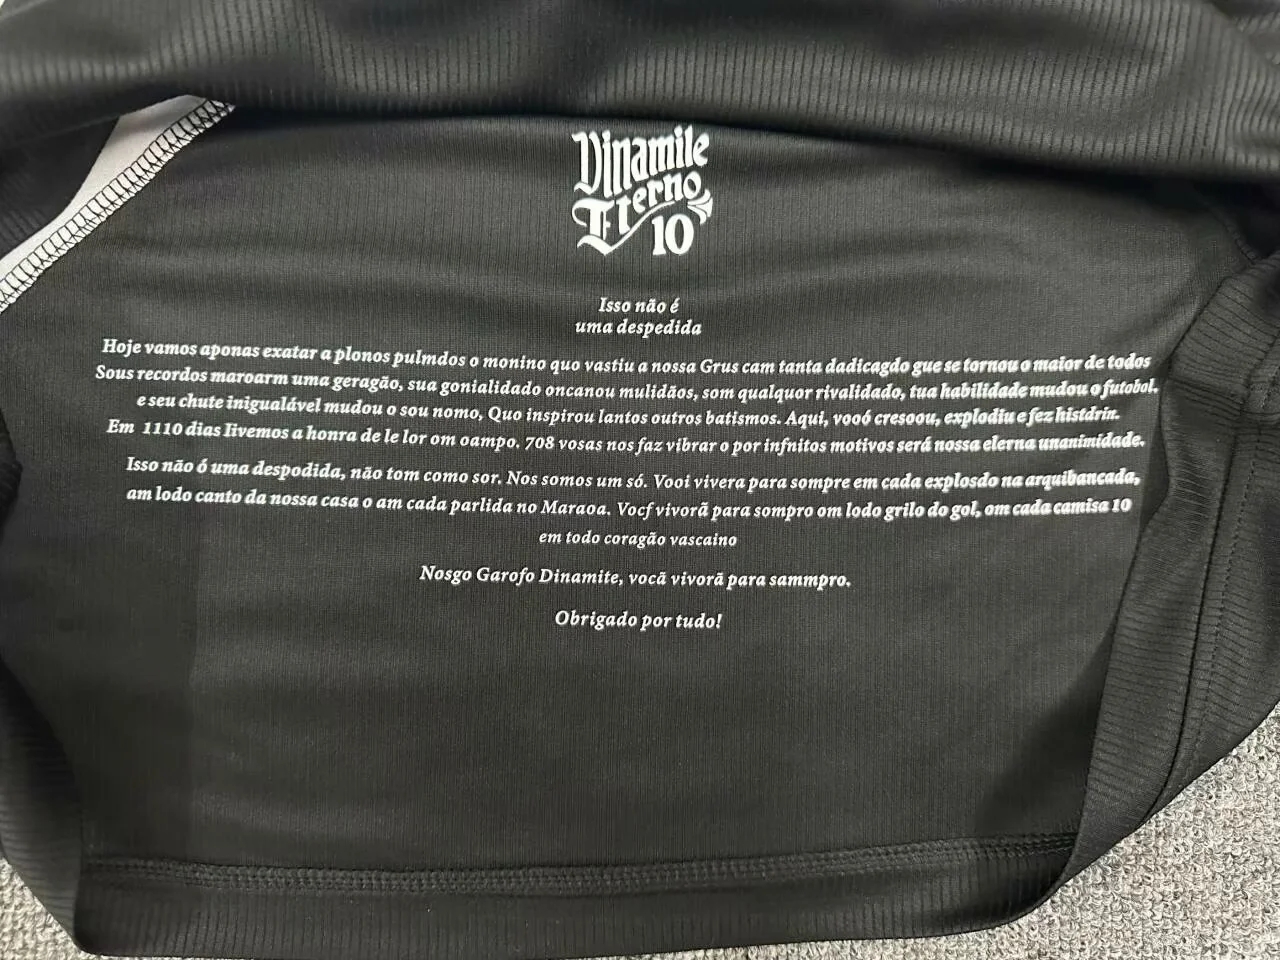 Dinamile
Eterno
10
Isso não é
uma despedida
Hoje vamos aponas exatar a plonos pulmdos o monino quo vastiu a nossa Grus cam tanta dadicagdo gue se tornou o maior de todos
Sous recordos maroarm uma geragão, sua gonialidado oncanou mulidãos, som qualquor rivalidado, tua habilidade mudou o futobol.
e seu chute inigualável mudou o sou nomo, Quo inspirou lantos outros batismos. Aqui, vooó cresoou, explodiu e fez histdrin.
Em 1110 dias Iivemos a honra de le lor om oampo. 708 vosas nos faz vibrar o por infnitos motivos será nossa elerna unanimidade.
Isso não ó uma despodida, não tom como sor. Nos somos um só. Vooi vivera para sompre em cada explosdo na arquibancada,
am lodo canto da nossa casa o am cada parlida no Maraoa. Vocf vivorã para sompro om lodo grilo do gol, om cada camisa 10
em todo coragão vascaino
Nosgo Garofo Dinamite, vocã vivorã para sammpro.
Obrigado por tudo!